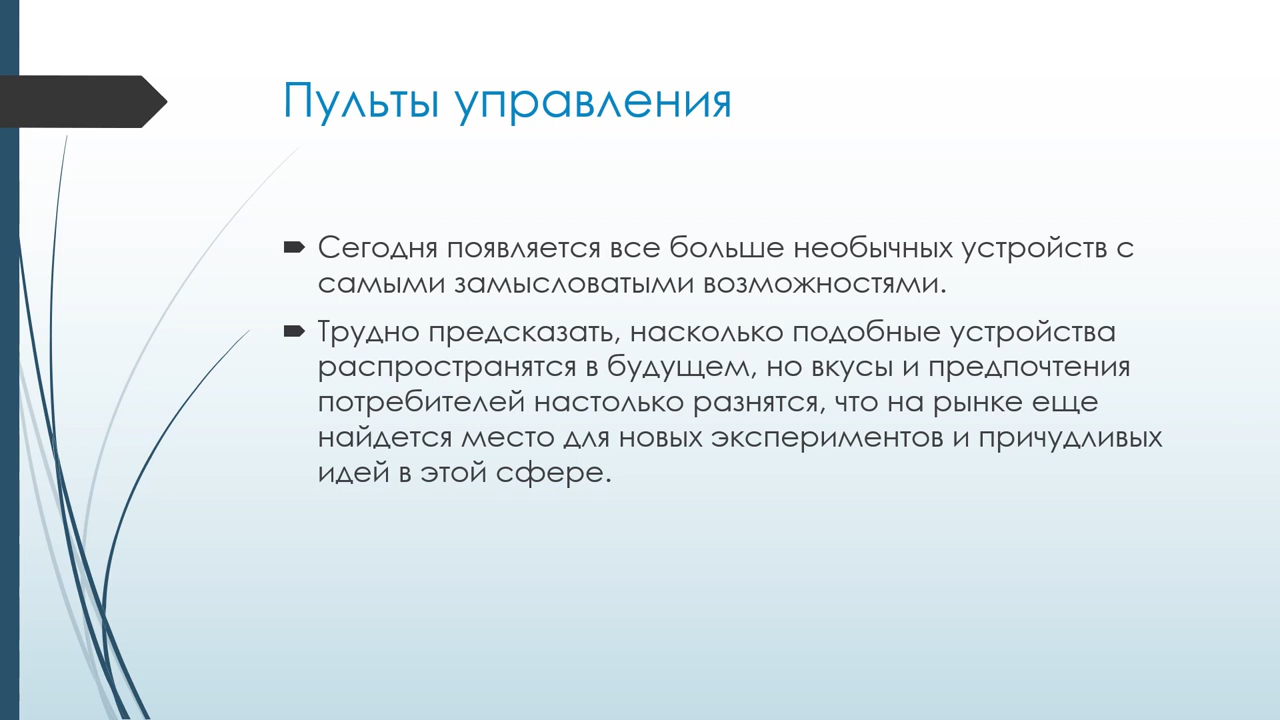 Пульты управления
Сегодня появляется все больше необычных устройств с
самыми замысловатыми возможностями.
Трудно предсказать, насколько подобные устройства
распространятся в будущем, но вкусы и предпочтения
потребителей настолько разнятся, что на рынке еще
найдется место для новых экспериментов и причудливых
идей в этой сфере.